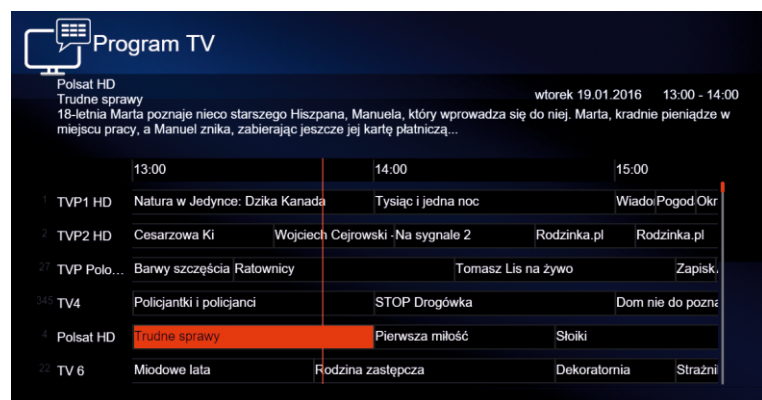 Program TV
Polsat HD
Trudne sprawy
wtorek 19.01.2016 13:00 - 14:00
18-letnia Marta poznaje nieco starszego Hiszpana, Manuela, który wprowadza się do niej. Marta, kradnie pieniądze w
miejscu pracy, a Manuel znika, zabierając jeszcze jej kartę płatniczą...
13:00 14:00 15:00
1 TVP1 HD Natura w Jedynce: Dzika Kanada Tysiąc i jedna noc Wiado Pogod Okr
2 TVP2 HD Cesarzowa Ki Wojciech Cejrowski - Na sygnale 2 Rodzinka.pl Rodzinka.pl
27 TVP Polo... Barwy szczęścia Ratownicy Tomasz Lis na żywo Zapisk
345 TV4 Policjantki i policjanci STOP Drogówka Dom nie do pozna
4 Polsat HD Trudne sprawy Pierwsza miłość Słoiki
22 TV 6 Miodowe lata Rodzina zastępcza Dekoratornia Strażni